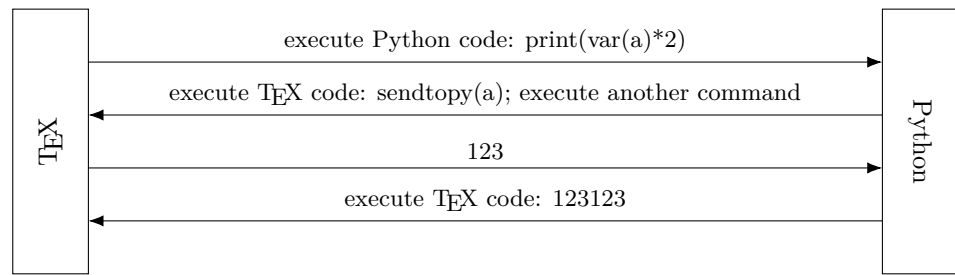 execute Python code: print(var(a)*2)
execute TEX code: sendtopy(a); execute another command
TEX
Python
123
execute TEX code: 123123